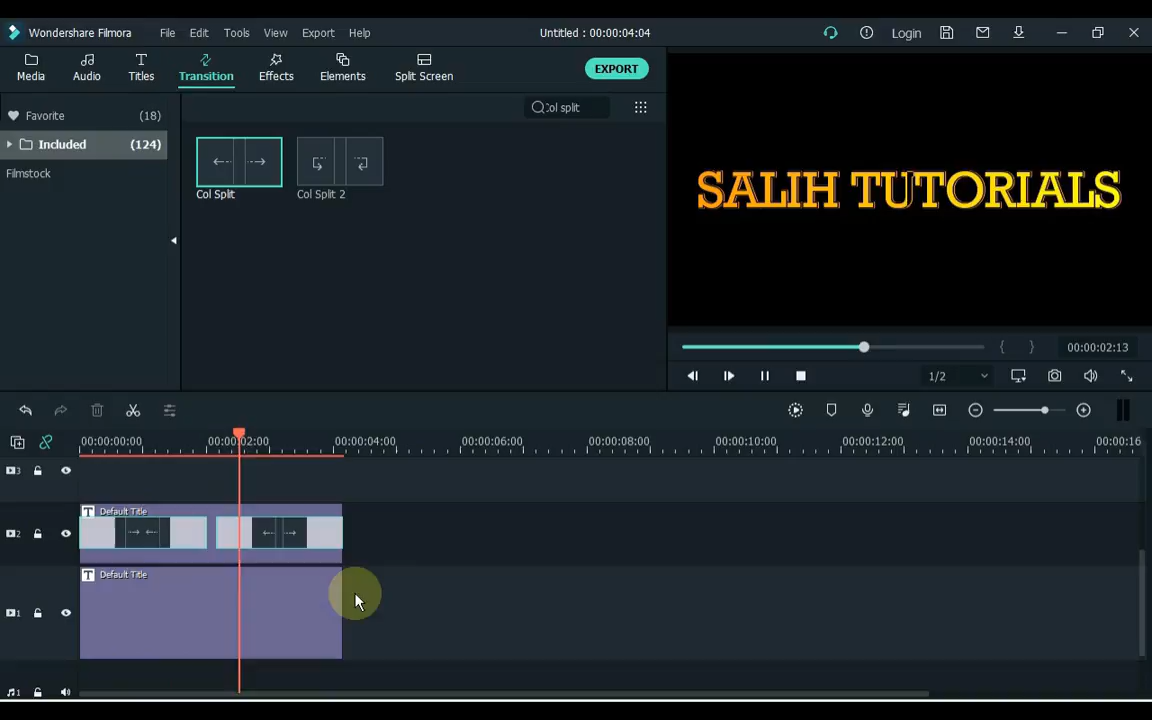 Wondershare Filmora File Edit Tools View Export Help Untitled : 00:00:04:04 Login
Media Audio Titles Transition Effects Elements Split Screen EXPORT
Favorite (18)
Included (124)
Filmstock
Col split
Col Split Col Split 2
SALIH TUTORIALS
00:00:02:13
1/2
00:00:00:00 00:00:02:00 00:00:04:00 00:00:06:00 00:00:08:00 00:00:10:00 00:00:12:00 00:00:14:00 00:00:16
3
2
T Default Title
1
T Default Title
1